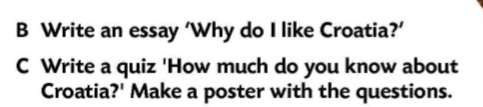 B Write an essay ‘Why do I like Croatia?’
C Write a quiz 'How much do you know about
Croatia?' Make a poster with the questions.